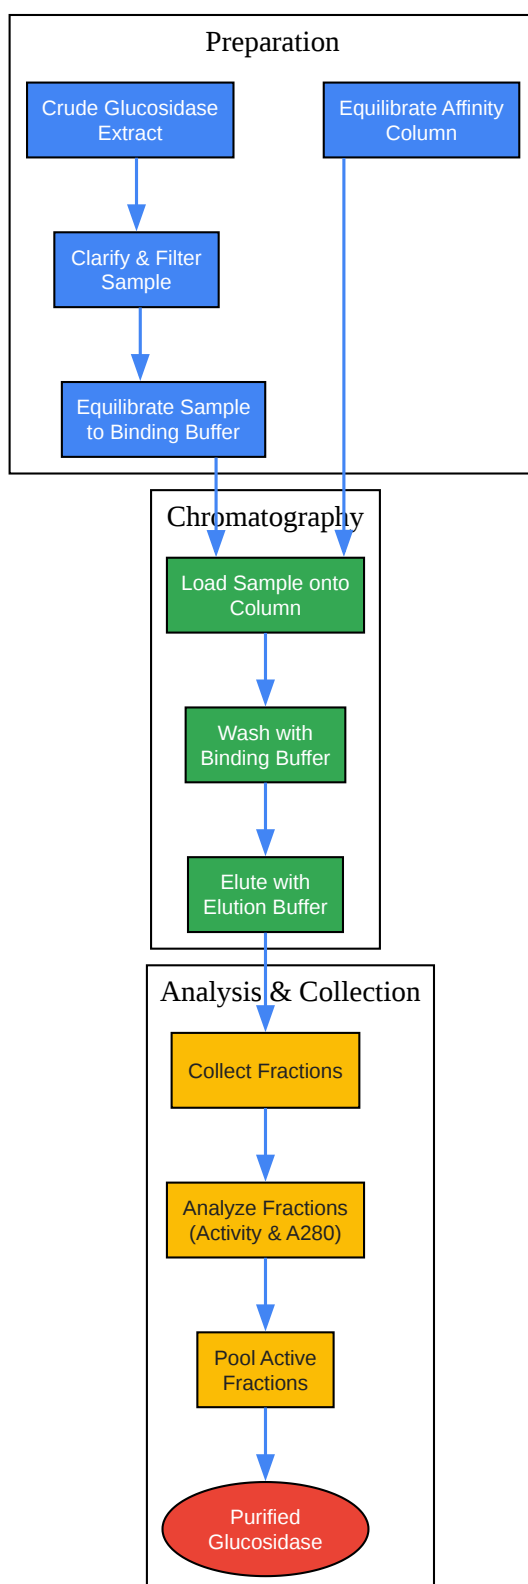 Preparation
Crude Glucosidase
Extract
Equilibrate Affinity
Column
Clarify & Filter
Sample
Equilibrate Sample
to Binding Buffer
Chromatography
Load Sample onto
Column
Wash with
Binding Buffer
Elute with
Elution Buffer
Analysis & Collection
Collect Fractions
Analyze Fractions
(Activity & A280)
Pool Active
Fractions
Purified
Glucosidase